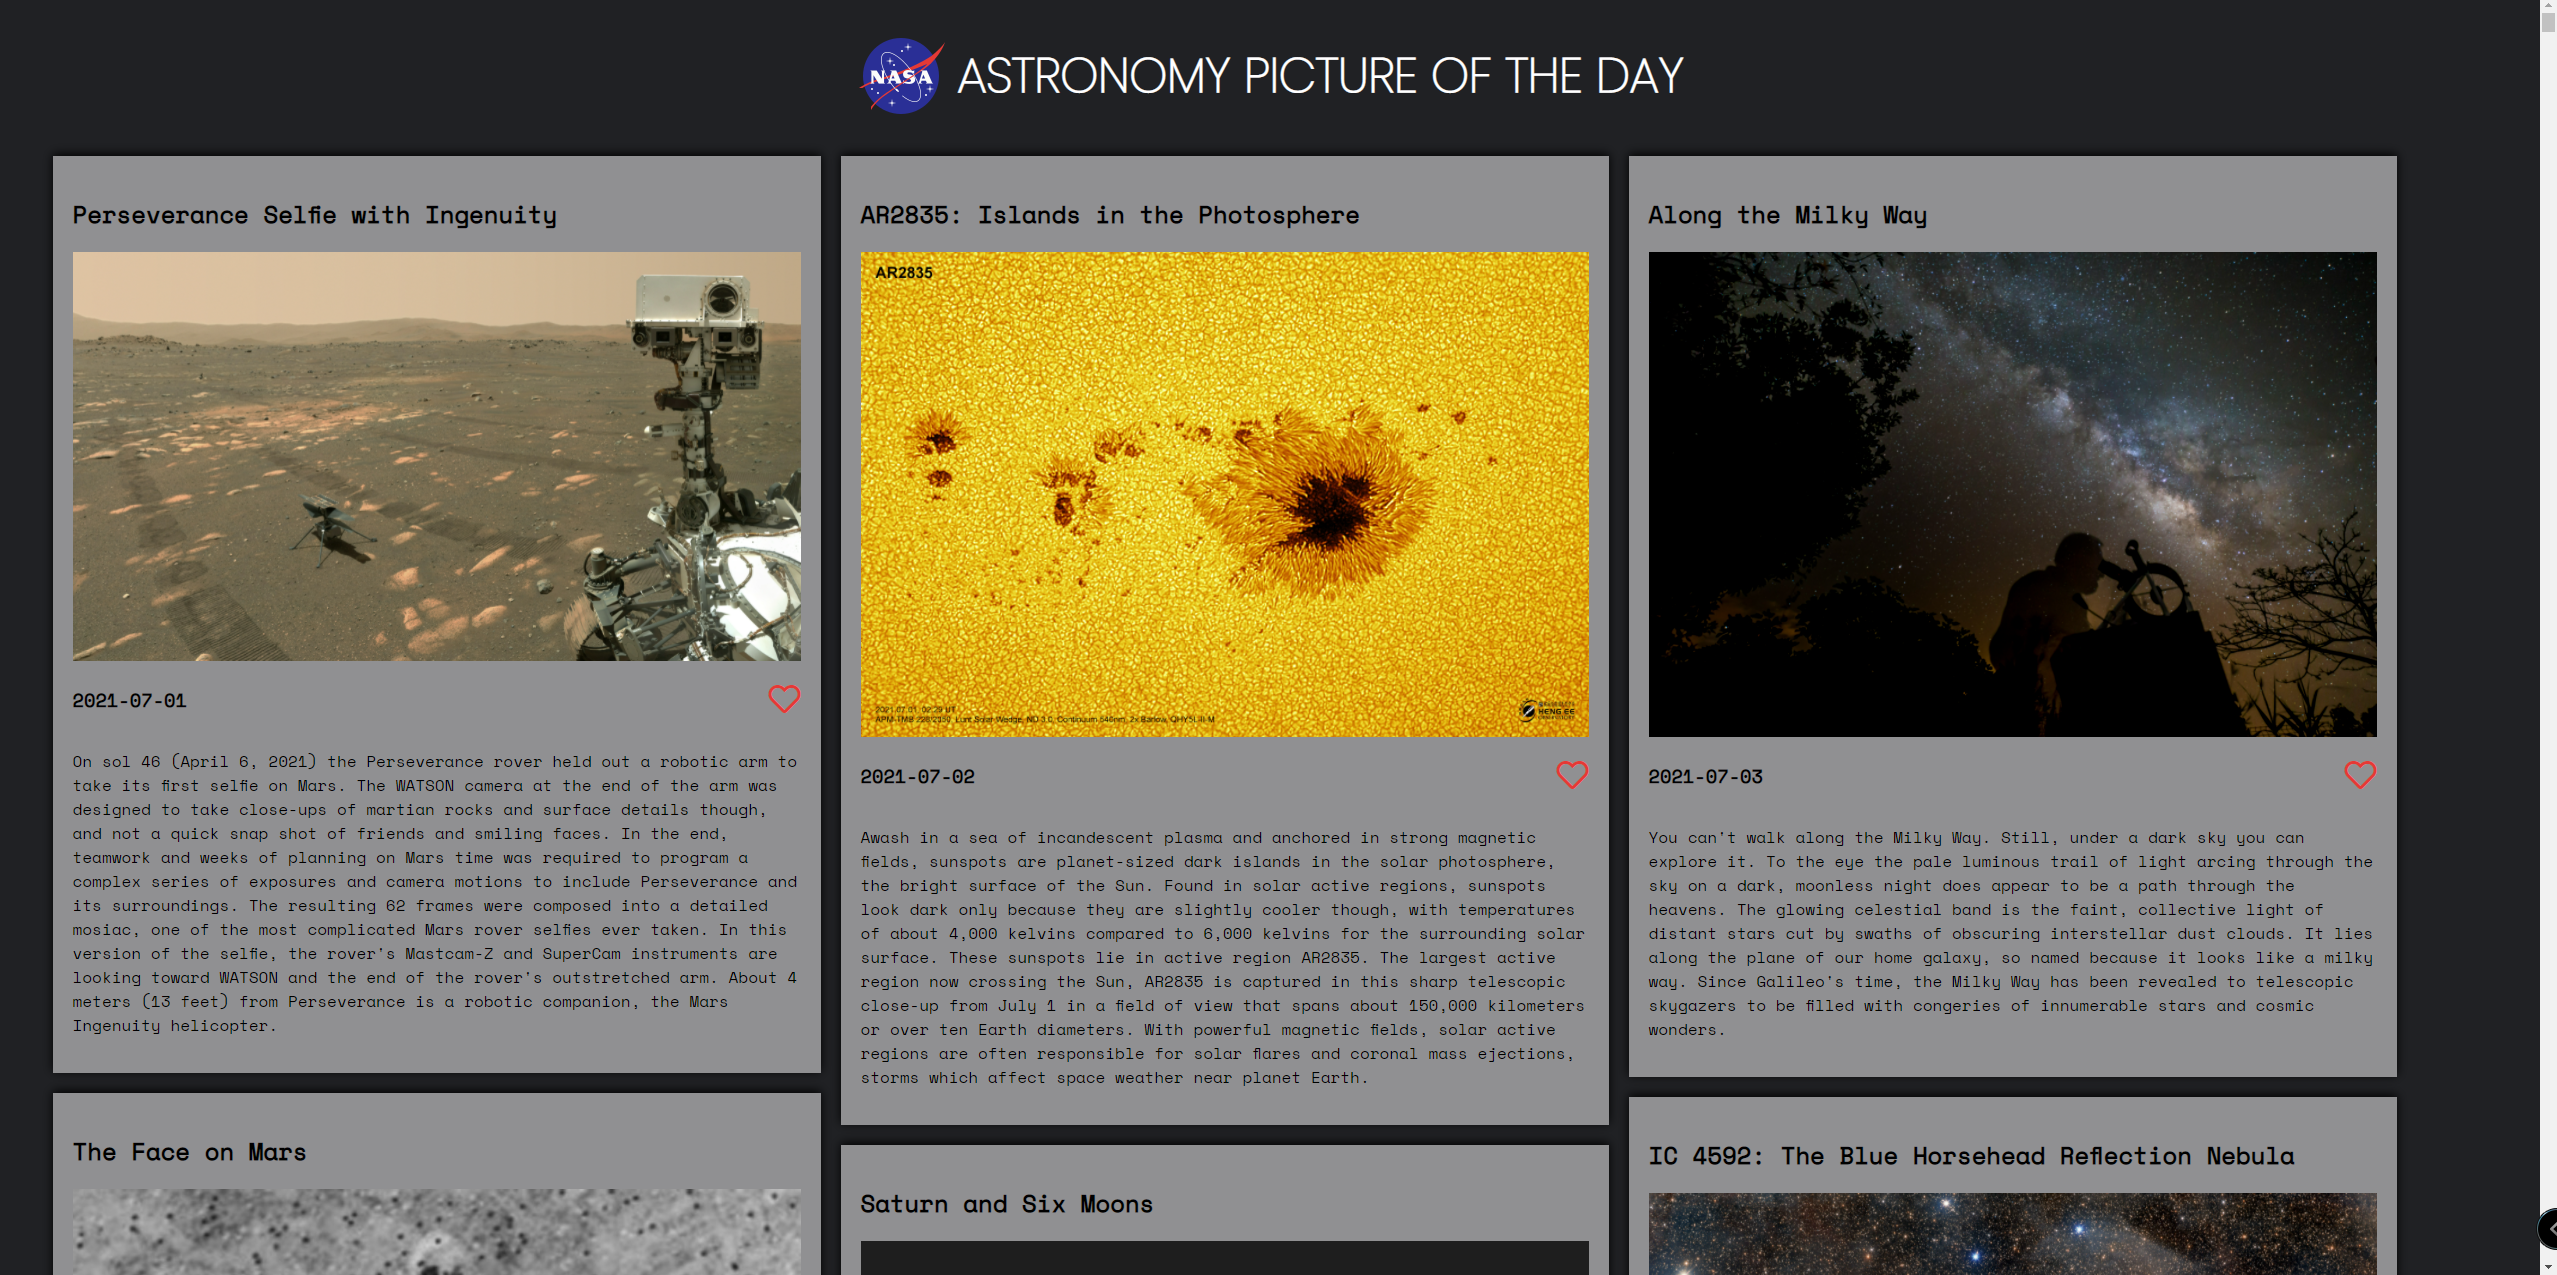 NASA
ASTRONOMY PICTURE OF THE DAY
Perseverance Selfie with Ingenuity
2021-07-01
On sol 46 (April 6, 2021) the Perseverance rover held out a robotic arm to
take its first selfie on Mars. The WATSON camera at the end of the arm was
designed to take close-ups of martian rocks and surface details though,
and not a quick snap shot of friends and smiling faces. In the end,
teamwork and weeks of planning on Mars time was required to program a
complex series of exposures and camera motions to include Perseverance and
its surroundings. The resulting 62 frames were composed into a detailed
mosiac, one of the most complicated Mars rover selfies ever taken. In this
version of the selfie, the rover's Mastcam-Z and SuperCam instruments are
looking toward WATSON and the end of the rover's outstretched arm. About 4
meters (13 feet) from Perseverance is a robotic companion, the Mars
Ingenuity helicopter.
The Face on Mars
AR2835: Islands in the Photosphere
AR2835
2021.07.01 02:29 UT
APM-TMB 228/2050, Lunt Solar Wedge, ND 3.0, Continuum 540nm, 2x Barlow,
HENG EE
2021-07-02
Awash in a sea of incandescent plasma and anchored in strong magnetic
fields, sunspots are planet-sized dark islands in the solar photosphere,
the bright surface of the Sun. Found in solar active regions, sunspots
look dark only because they are slightly cooler though, with temperatures
of about 4,000 kelvins compared to 6,000 kelvins for the surrounding solar
surface. These sunspots lie in active region AR2835. The largest active
region now crossing the Sun, AR2835 is captured in this sharp telescopic
close-up from July 1 in a field of view that spans about 150,000 kilometers
or over ten Earth diameters. With powerful magnetic fields, solar active
regions are often responsible for solar flares and coronal mass ejections,
storms which affect space weather near planet Earth.
Saturn and Six Moons
Along the Milky Way
2021-07-03
You can't walk along the Milky Way. Still, under a dark sky you can
explore it. To the eye the pale luminous trail of light arcing through the
sky on a dark, moonless night does appear to be a path through the
heavens. The glowing celestial band is the faint, collective light of
distant stars cut by swaths of obscuring interstellar dust clouds. It lies
along the plane of our home galaxy, so named because it looks like a milky
way. Since Galileo's time, the Milky Way has been revealed to telescopic
skygazers to be filled with congeries of innumerable stars and cosmic
wonders.
IC 4592: The Blue Horsehead Reflection Nebula